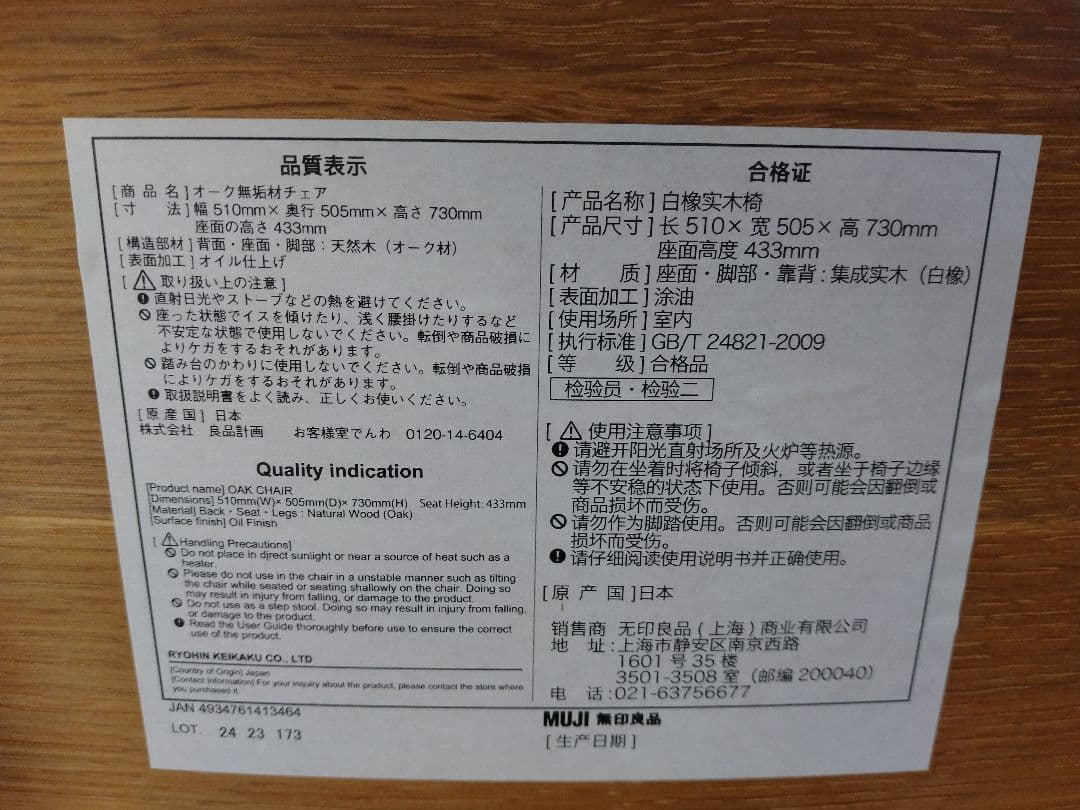 品質表示
[商品名]オーク無垢材チェア
[寸 法]幅 510mm× 奥行 505mm× 高さ 730mm
座面の高さ 433mm
[構造部材]背面・座面・脚部：天然木（オーク材）
[表面加工]オイル仕上げ
[⚠取り扱い上の注意]
直射日光やストーブなどの熱を避けてください。
座った状態でイスを傾けたり、浅く腰掛けたりするなど
不安定な状態で使用しないでください。転倒や商品破損に
よりケガをするおそれがあります。
踏み台のかわりに使用しないでください。転倒や商品破損
によりケガをするおそれがあります。
取扱説明書をよく読み、正しくお使いください。
[原産国]日本
株式会社 良品計画 お客様室でんわ 0120-14-6404
Quality indication
[Product name] OAK CHAIR
[Dimensions] 510mm(W)× 505mm(D)× 730mm(H) Seat Height: 433mm
[Material] Back・Seat・Legs : Natural Wood (Oak)
[Surface finish] Oil Finish
[⚠Handling Precautions]
Do not place in direct sunlight or near a source of heat such as a
heater.
Please do not use in the chair in a unstable manner such as tilting
the chair while seated or seating shallowly on the chair. Doing so
may result in injury from falling, or damage to the product.
Do not use as a step stool. Doing so may result in injury from falling,
or damage to the product.
Read the User Guide thoroughly before use to ensure the correct
use of the product.
RYOHIN KEIKAKU CO., LTD
[Country of Origin] Japan
[Contact information] For your inquiry about the product, please contact the store where
you purchased it.
JAN 4934761413464
LOT. 24 23 173
合格证
[产品名称]白橡实木椅
[产品尺寸]长 510× 宽 505× 高 730mm
座面高度 433mm
[材 质]座面・脚部・靠背：集成实木（白橡）
[表面加工]涂油
[使用场所]室内
[执行标准]GB/T 24821-2009
[等 级]合格品
检验员・检验二
[⚠使用注意事项]
请避开阳光直射场所及火炉等热源。
请勿在坐着时将椅子倾斜，或者坐于椅子边缘
等不安稳的状态下使用。否则可能会因翻倒或
商品损坏而受伤。
请勿作为脚踏使用。否则可能会因翻倒或商品
损坏而受伤。
请仔细阅读使用说明书并正确使用。
[原产国]日本
销售商 无印良品（上海）商业有限公司
地 址：上海市静安区南京西路
1601 号 35 楼
3501-3508 室（邮编 200040）
电 话：021-63756677
MUJI 無印良品
[生产日期]